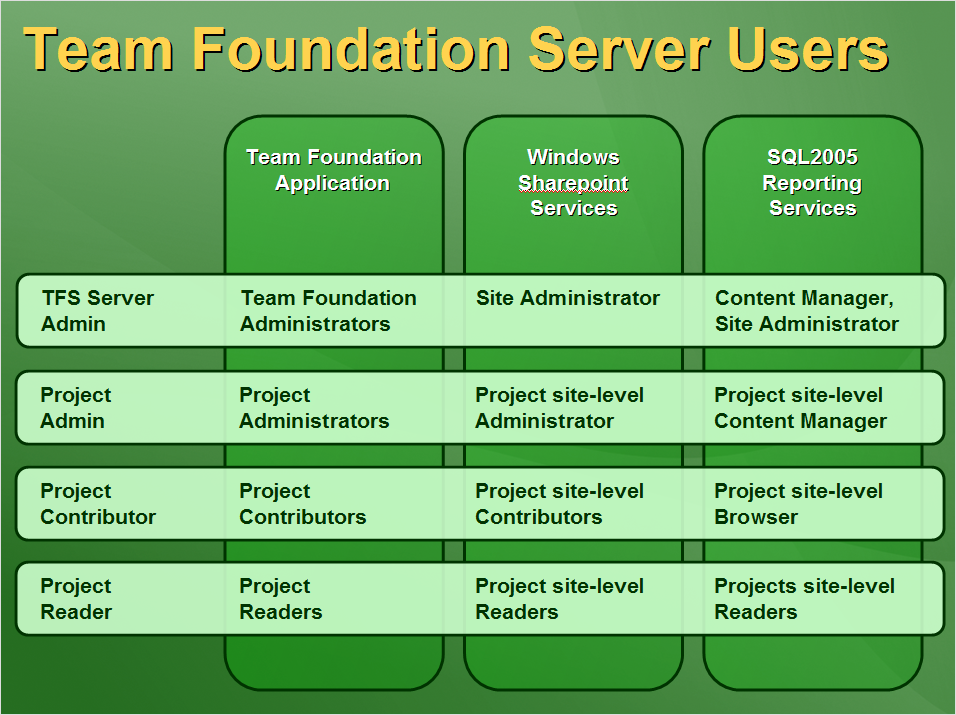 Team Foundation Server Users
Team Foundation
Application
Windows
Sharepoint
Services
SQL2005
Reporting
Services
TFS Server
Admin
Team Foundation
Administrators
Site Administrator
Content Manager,
Site Administrator
Project
Admin
Project
Administrators
Project site-level
Administrator
Project site-level
Content Manager
Project
Contributor
Project
Contributors
Project site-level
Contributors
Project site-level
Browser
Project
Reader
Project
Readers
Project site-level
Readers
Projects site-level
Readers